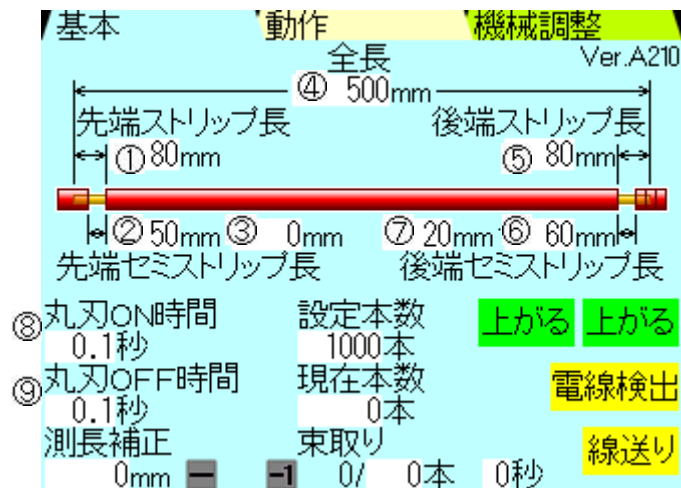 基本 動作 機械調整
全長 Ver.A210
④ 500mm
先端ストリップ長 後端ストリップ長
①80mm ⑤ 80mm
②50mm ③ 0mm ⑦20mm ⑥ 60mm
先端セミストリップ長 後端セミストリップ長
⑧丸刃ON時間 設定本数 上がる 上がる
0.1秒 1000本
⑨丸刃OFF時間 現在本数 電線検出
0.1秒 0本
測長補正 束取り 線送り
0mm ー -1 0/ 0本 0秒